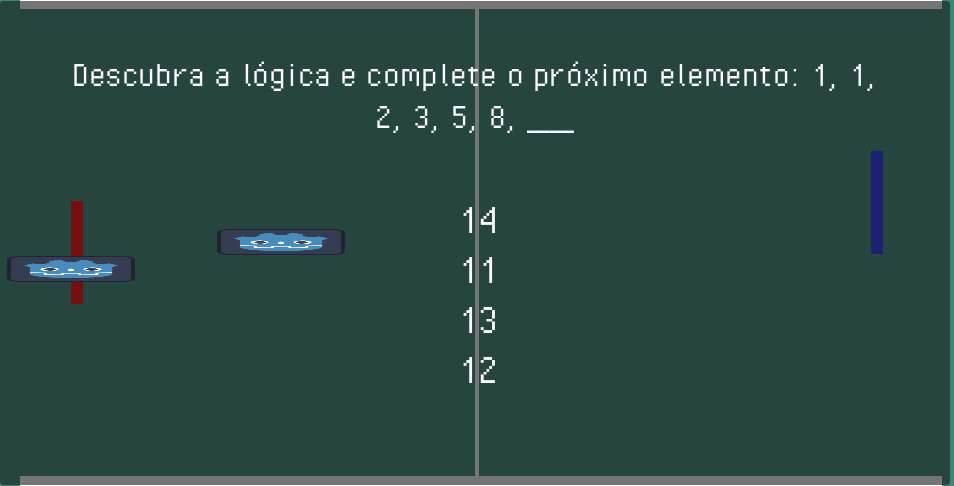 Descubra a lógica e complete o próximo elemento: 1, 1,
2, 3, 5, 8, ___
14
11
13
12